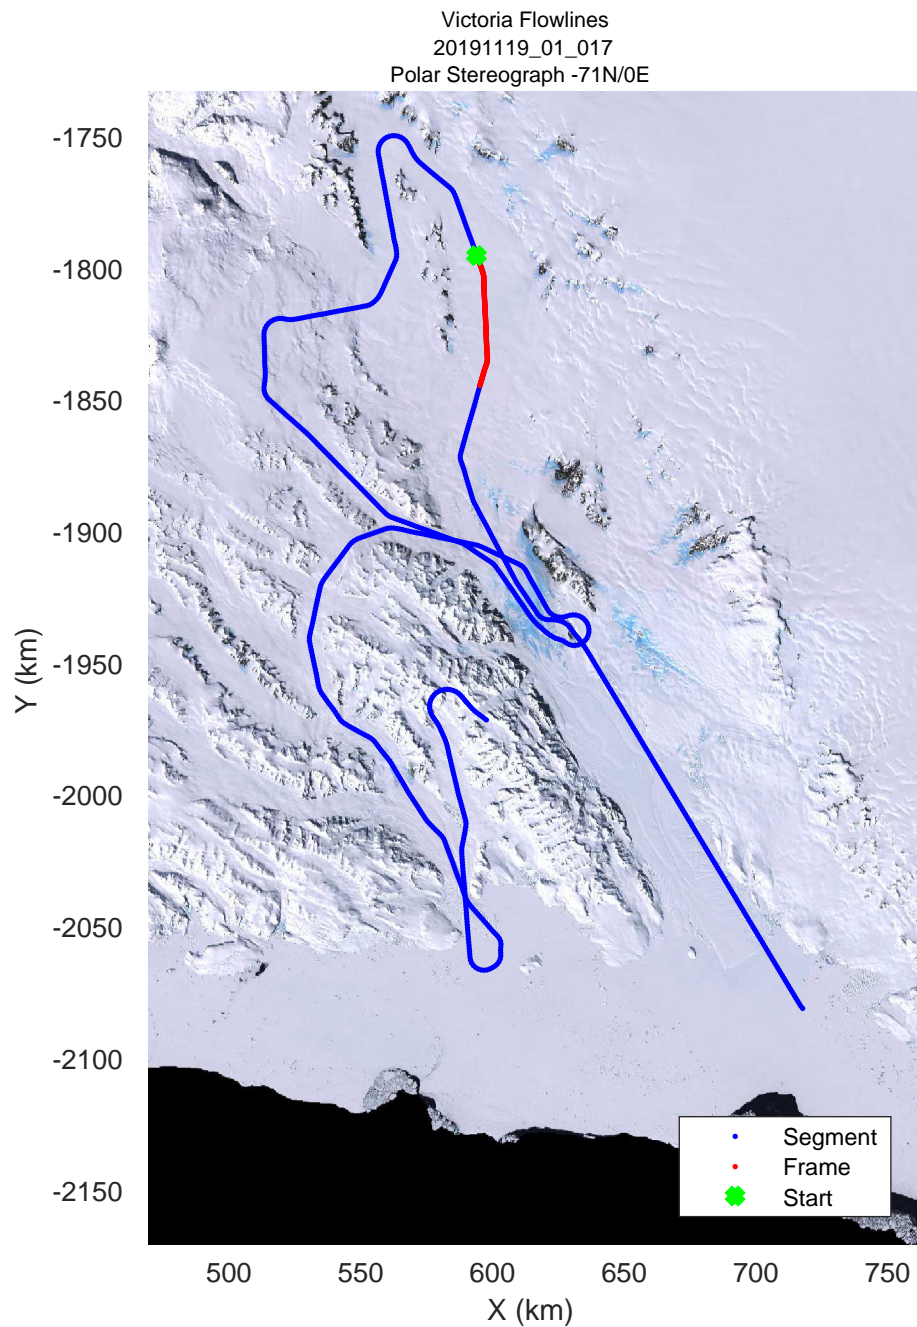 Victoria Flowlines
20191119_01_017
Polar Stereograph -71N/0E
-1750
-1800
-1850
-1900
-1950
-2000
-2050
-2100
-2150
Y (km)
Segment
Frame
Start
500
550
600
650
700
750
X (km)